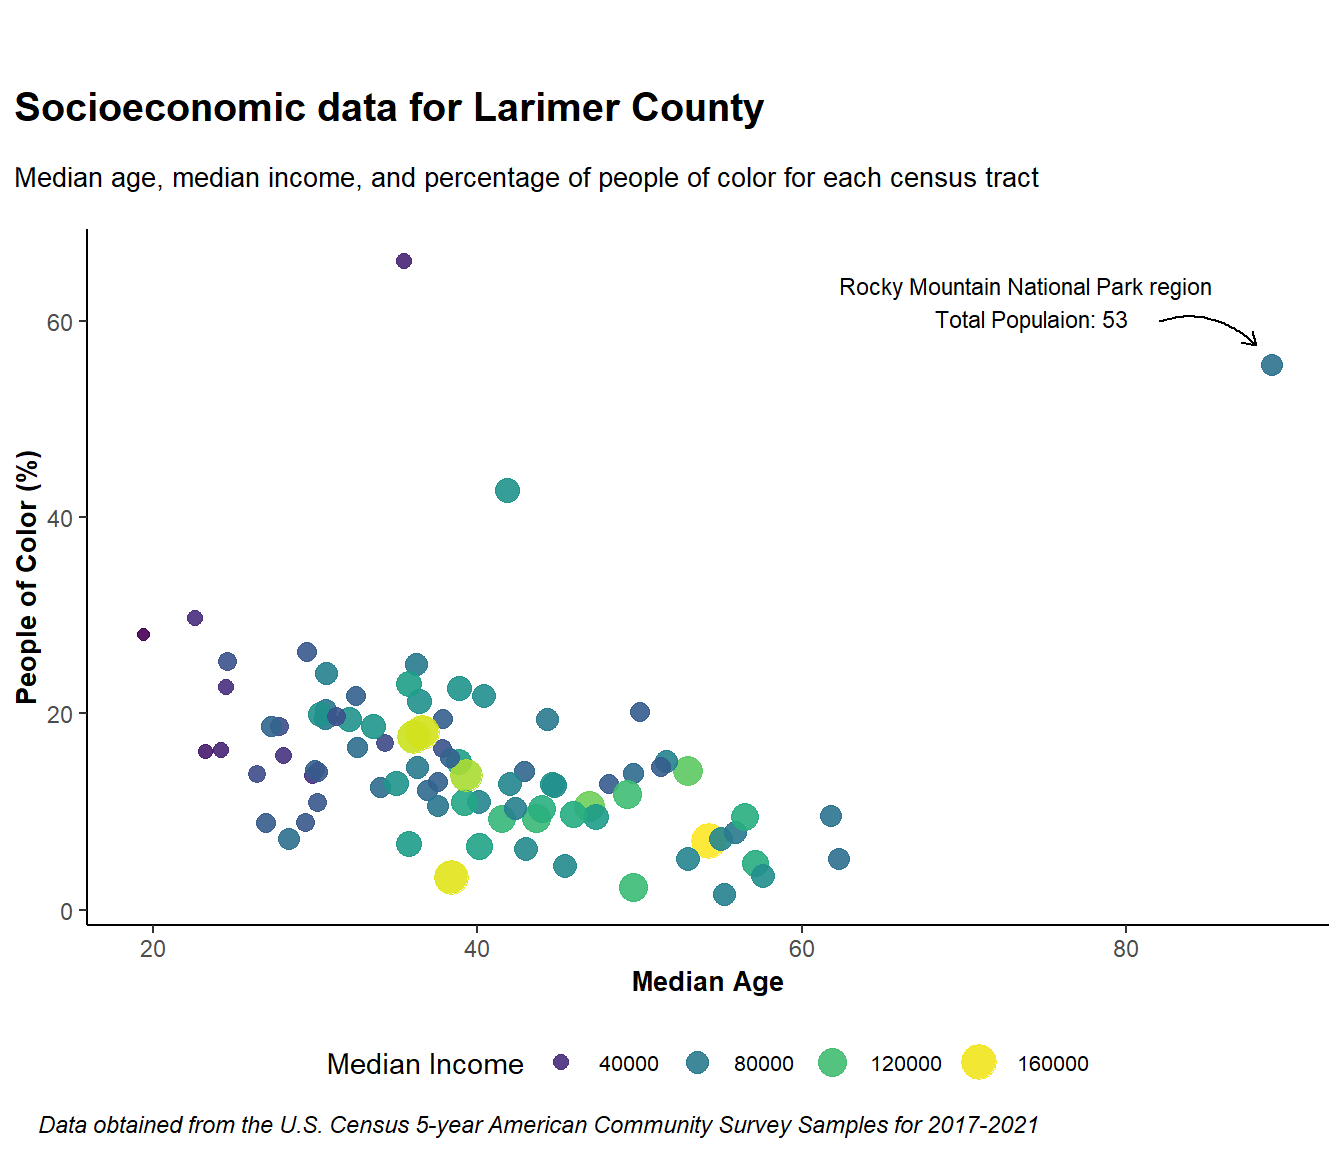 Socioeconomic data for Larimer County
Median age, median income, and percentage of people of color for each census tract
Rocky Mountain National Park region
Total Populaion: 53
People of Color (%)
60
40
20
0
20 40 60 80
Median Age
Median Income 40000 80000 120000 160000
Data obtained from the U.S. Census 5-year American Community Survey Samples for 2017-2021